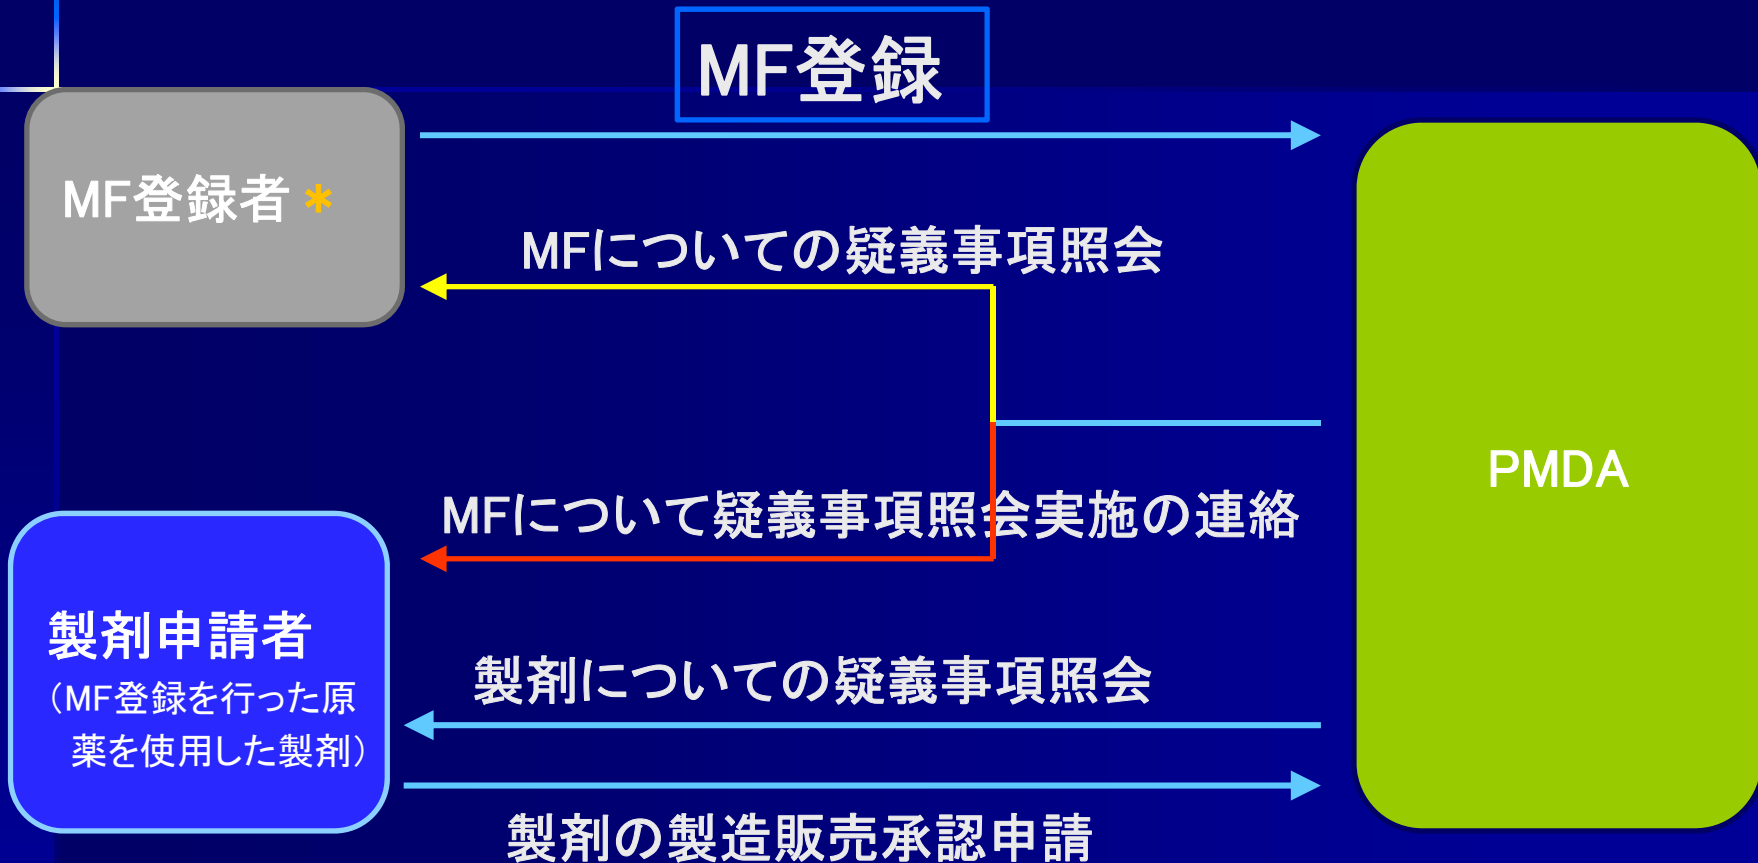 MF登録
MF登録者*
MFについての疑義事項照会
PMDA
MFについて疑義事項照会実施の連絡
製剤申請者
（MF登録を行った原
薬を使用した製剤）
製剤についての疑義事項照会
製剤の製造販売承認申請